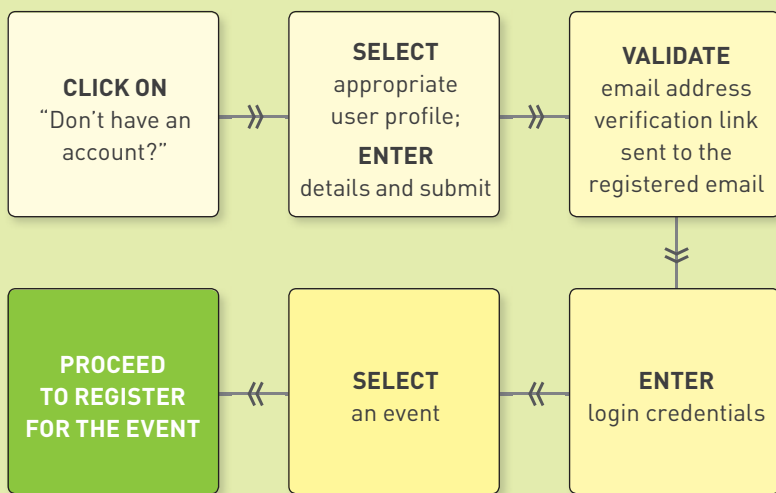 CLICK ON
“Don’t have an
account?”
SELECT
appropriate
user profile;
ENTER
details and submit
VALIDATE
email address
verification link
sent to the
registered email
ENTER
login credentials
SELECT
an event
PROCEED
TO REGISTER
FOR THE EVENT